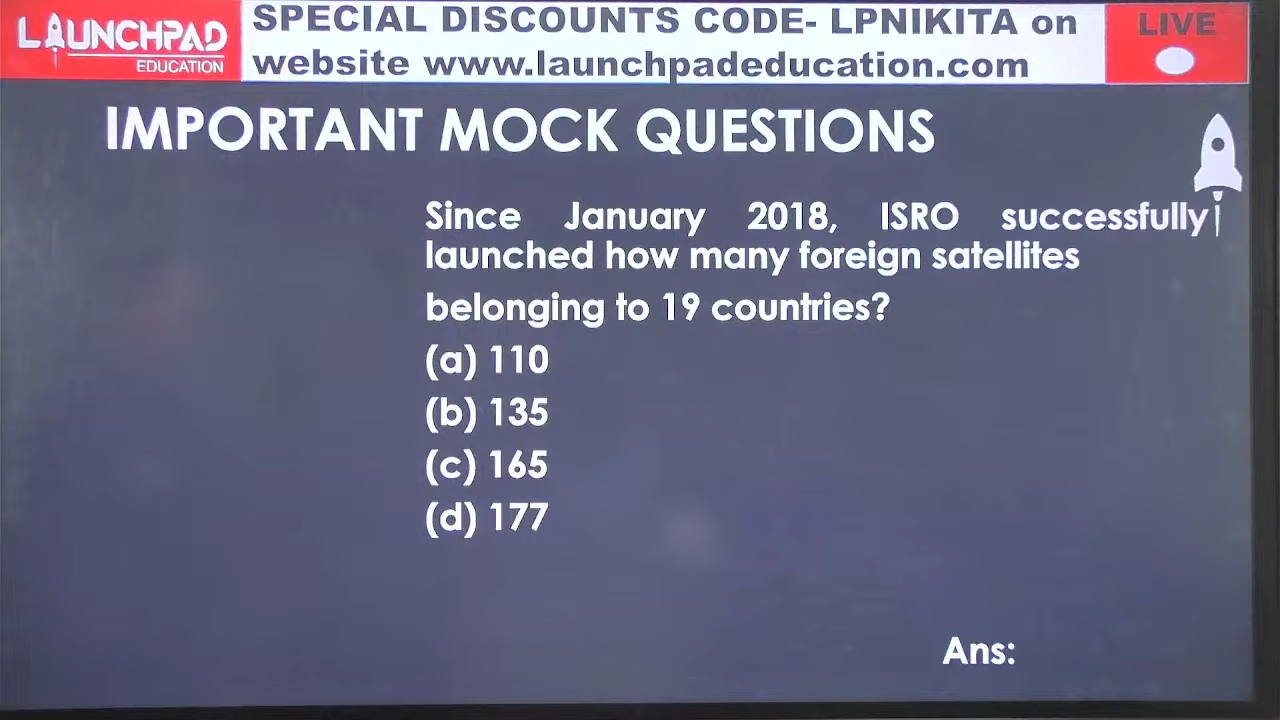 LAUNCHPAD
EDUCATION
SPECIAL DISCOUNTS CODE- LPNIKITA on
website www.launchpadeducation.com
LIVE
IMPORTANT MOCK QUESTIONS
Since January 2018, ISRO successfully
launched how many foreign satellites
belonging to 19 countries?
(a) 110
(b) 135
(c) 165
(d) 177
Ans: